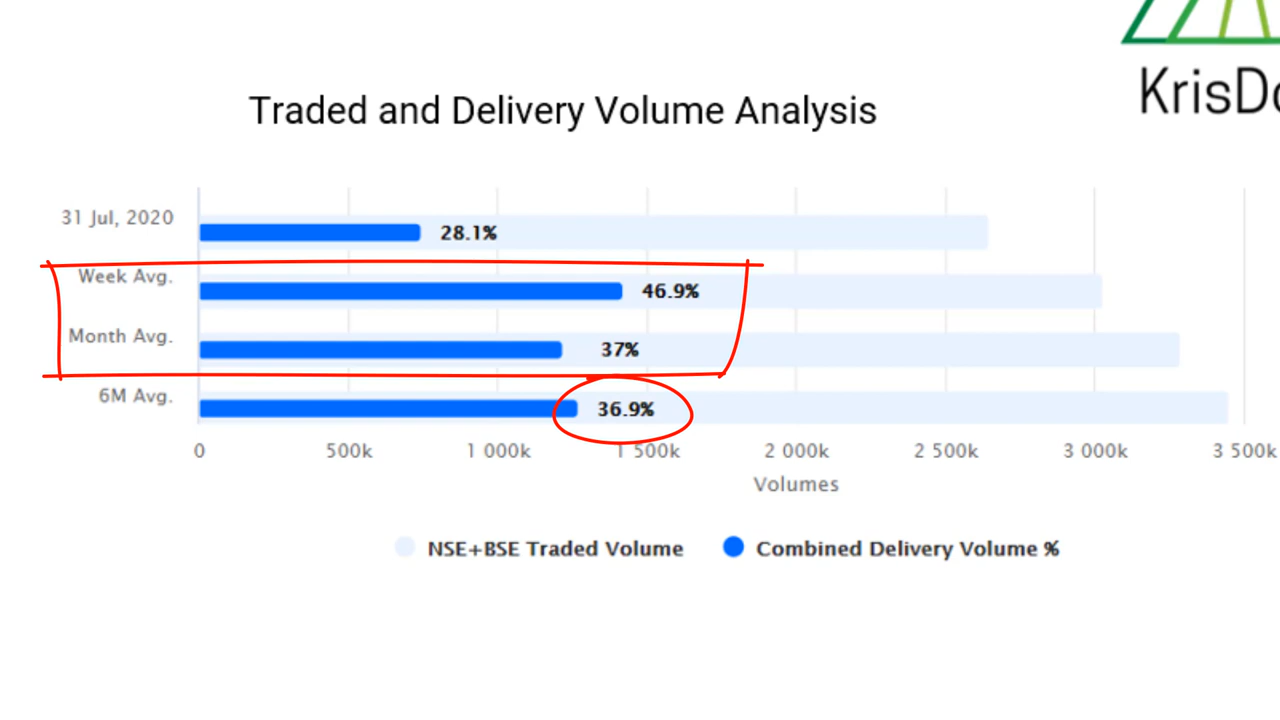 KrisDo
Traded and Delivery Volume Analysis
31 Jul, 2020
28.1%
Week Avg.
46.9%
Month Avg.
37%
6M Avg.
36.9%
0 500k 1 000k 1 500k 2 000k 2 500k 3 000k 3 500k
Volumes
NSE+BSE Traded Volume Combined Delivery Volume %